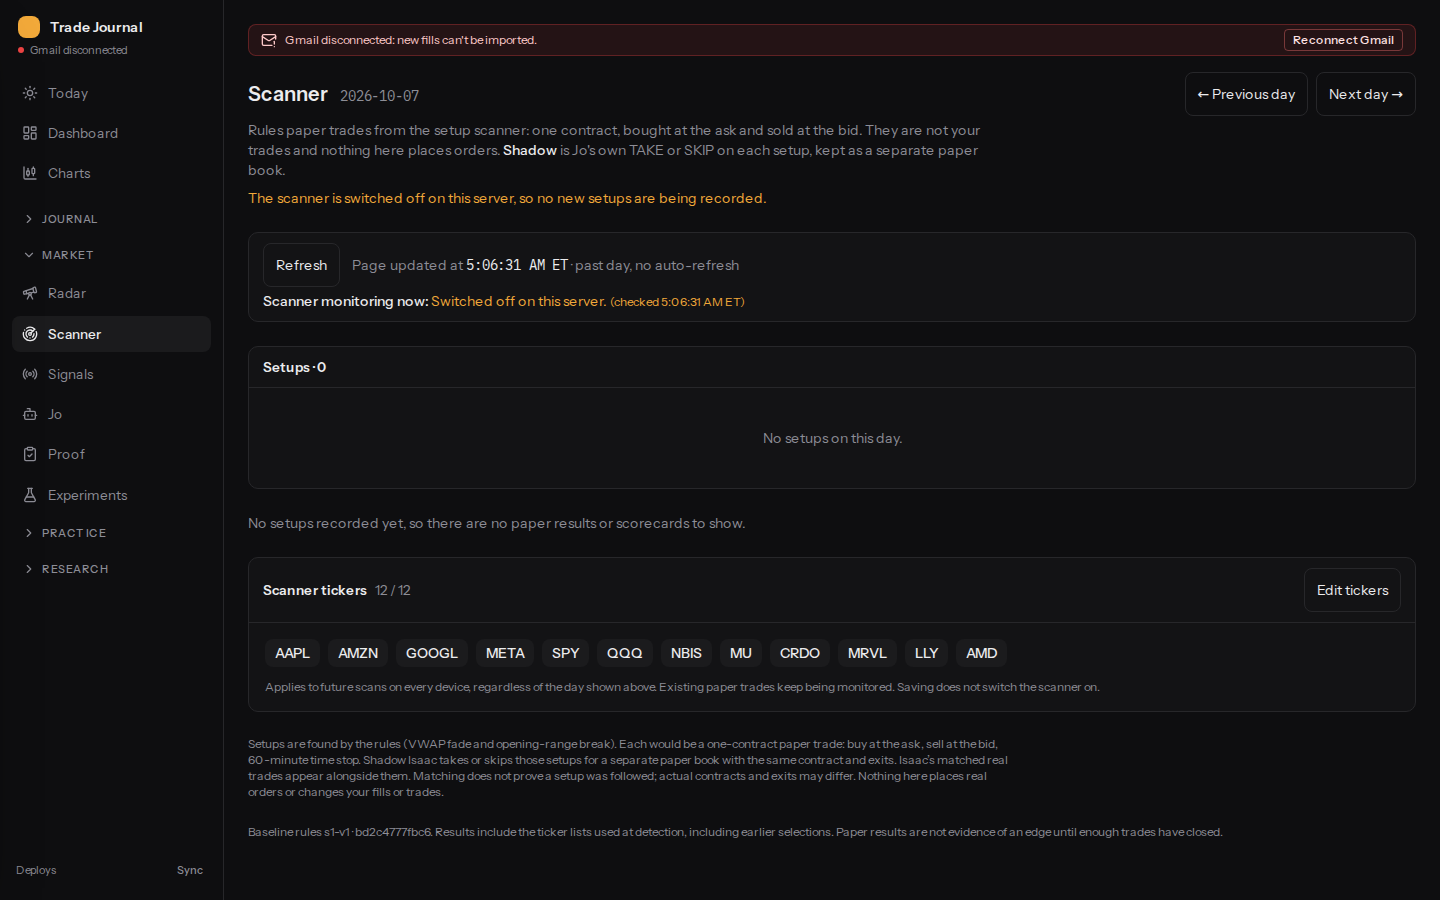 Trade Journal
Gmail disconnected
Today
Dashboard
Charts
JOURNAL
MARKET
Radar
Scanner
Signals
Jo
Proof
Experiments
PRACTICE
RESEARCH
Deploys
Sync
Gmail disconnected: new fills can't be imported.
Reconnect Gmail
Scanner 2026-10-07
← Previous day
Next day →
Rules paper trades from the setup scanner: one contract, bought at the ask and sold at the bid. They are not your
trades and nothing here places orders. Shadow is Jo's own TAKE or SKIP on each setup, kept as a separate paper
book.
The scanner is switched off on this server, so no new setups are being recorded.
Refresh
Page updated at 5:06:31 AM ET · past day, no auto-refresh
Scanner monitoring now: Switched off on this server. (checked 5:06:31 AM ET)
Setups · 0
No setups on this day.
No setups recorded yet, so there are no paper results or scorecards to show.
Scanner tickers 12 / 12
Edit tickers
AAPL AMZN GOOGL META SPY QQQ NBIS MU CRDO MRVL LLY AMD
Applies to future scans on every device, regardless of the day shown above. Existing paper trades keep being monitored. Saving does not switch the scanner on.
Setups are found by the rules (VWAP fade and opening-range break). Each would be a one-contract paper trade: buy at the ask, sell at the bid,
60-minute time stop. Shadow Isaac takes or skips those setups for a separate paper book with the same contract and exits. Isaac's matched real
trades appear alongside them. Matching does not prove a setup was followed; actual contracts and exits may differ. Nothing here places real
orders or changes your fills or trades.
Baseline rules s1-v1 · bd2c4777fbc6. Results include the ticker lists used at detection, including earlier selections. Paper results are not evidence of an edge until enough trades have closed.